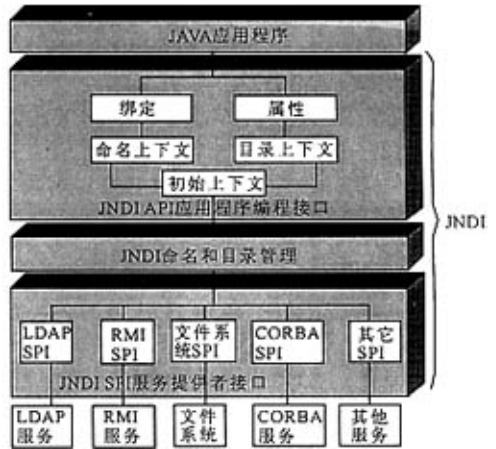 JAVA应用程序
绑定
属性
命名上下文
目录上下文
初始上下文
JNDI API应用程序编程接口
JNDI
JNDI命名和目录管理
LDAP
SPI
RMI
SPI
文件系
统SPI
CORBA
SPI
其它
SPI
JNDI SPI服务提供者接口
LDAP
服务
RMI
服务
文件
系统
CORBA
服务
其他
服务